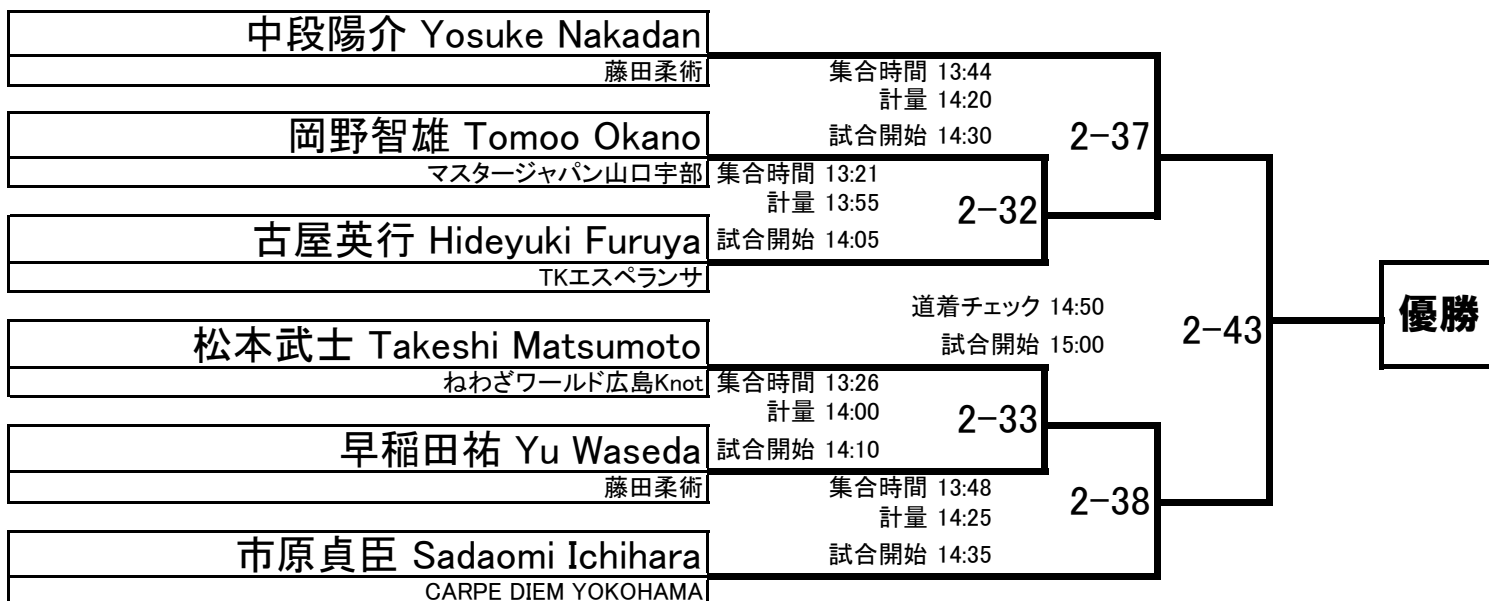 中段陽介 Yosuke Nakadan
藤田柔術
集合時間 13:44
計量 14:20
試合開始 14:30
2-37
岡野智雄 Tomoo Okano
マスタージャパン山口宇部
集合時間 13:21
計量 13:55
試合開始 14:05
2-32
古屋英行 Hideyuki Furuya
TKエスペランサ
道着チェック 14:50
試合開始 15:00
2-43
優勝
松本武士 Takeshi Matsumoto
ねわざワールド広島Knot
集合時間 13:26
計量 14:00
試合開始 14:10
2-33
早稲田祐 Yu Waseda
藤田柔術
集合時間 13:48
計量 14:25
試合開始 14:35
2-38
市原貞臣 Sadaomi Ichihara
CARPE DIEM YOKOHAMA